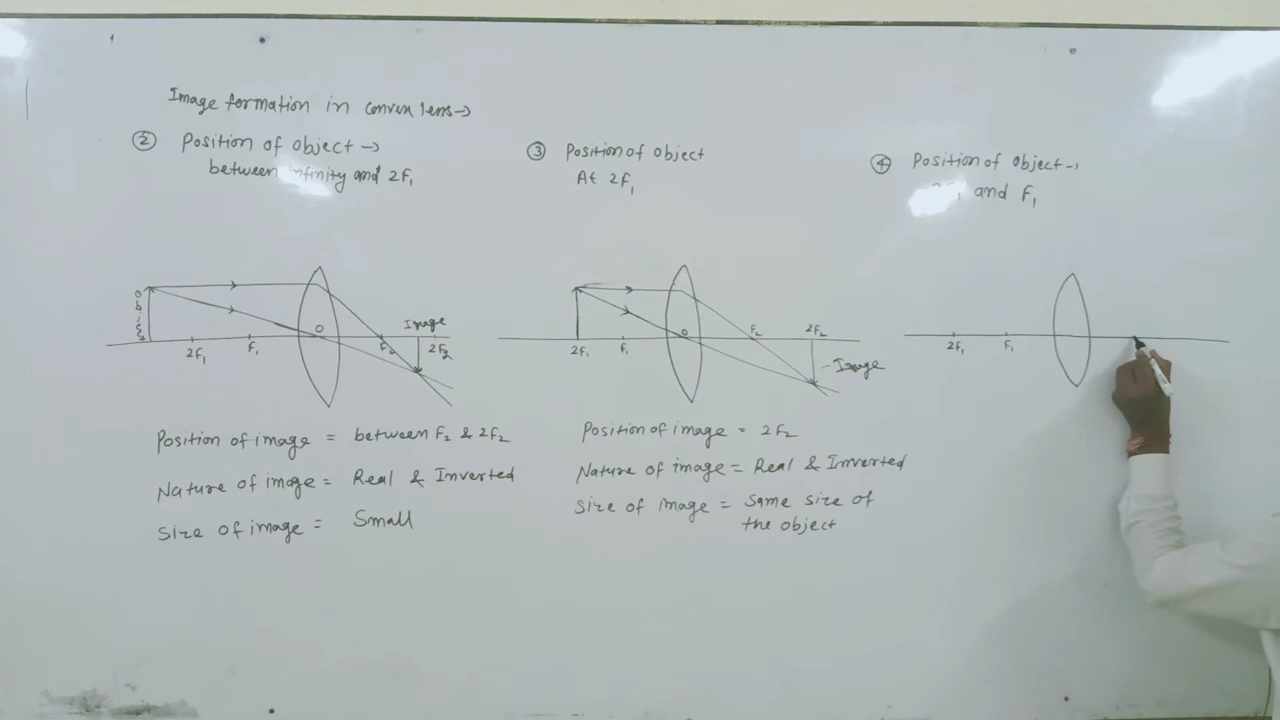 Image formation in convex lens→
② Position of object →
between infinity and 2F₁
Object
O
Image
2F₁
F₁
F₂
2F₂
Position of image = between F₂ & 2F₂
Nature of image = Real & Inverted
Size of image = Small
③ Position of object
At 2F₁
O
F₂
2F₂
2F₁
F₁
Image
Position of image = 2F₂
Nature of image = Real & Inverted
Size of image = Same size of
the object
④ Position of object→
and F₁
2F₁
F₁